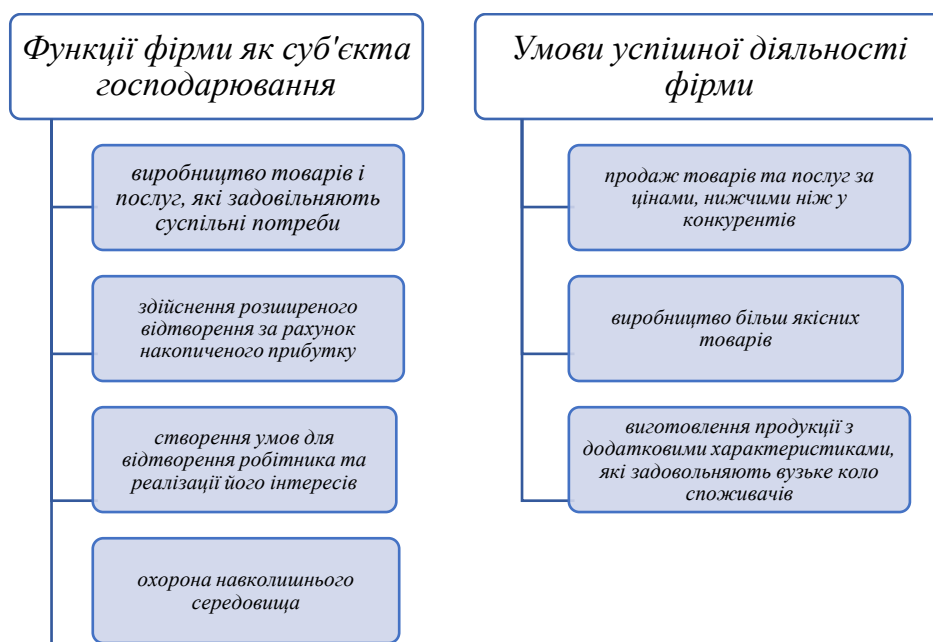 Функції фірми як суб'єкта
господарювання
виробництво товарів і
послуг, які задовільняють
суспільні потреби
здійснення розширеного
відтворення за рахунок
накопиченого прибутку
створення умов для
відтворення робітника та
реалізації його інтересів
охорона навколишнього
середовища
Умови успішної діяльності
фірми
продаж товарів та послуг за
цінами, нижчими ніж у
конкурентів
виробництво більш якісних
товарів
виготовлення продукції з
додатковими характеристиками,
які задовольняють вузьке коло
споживачів